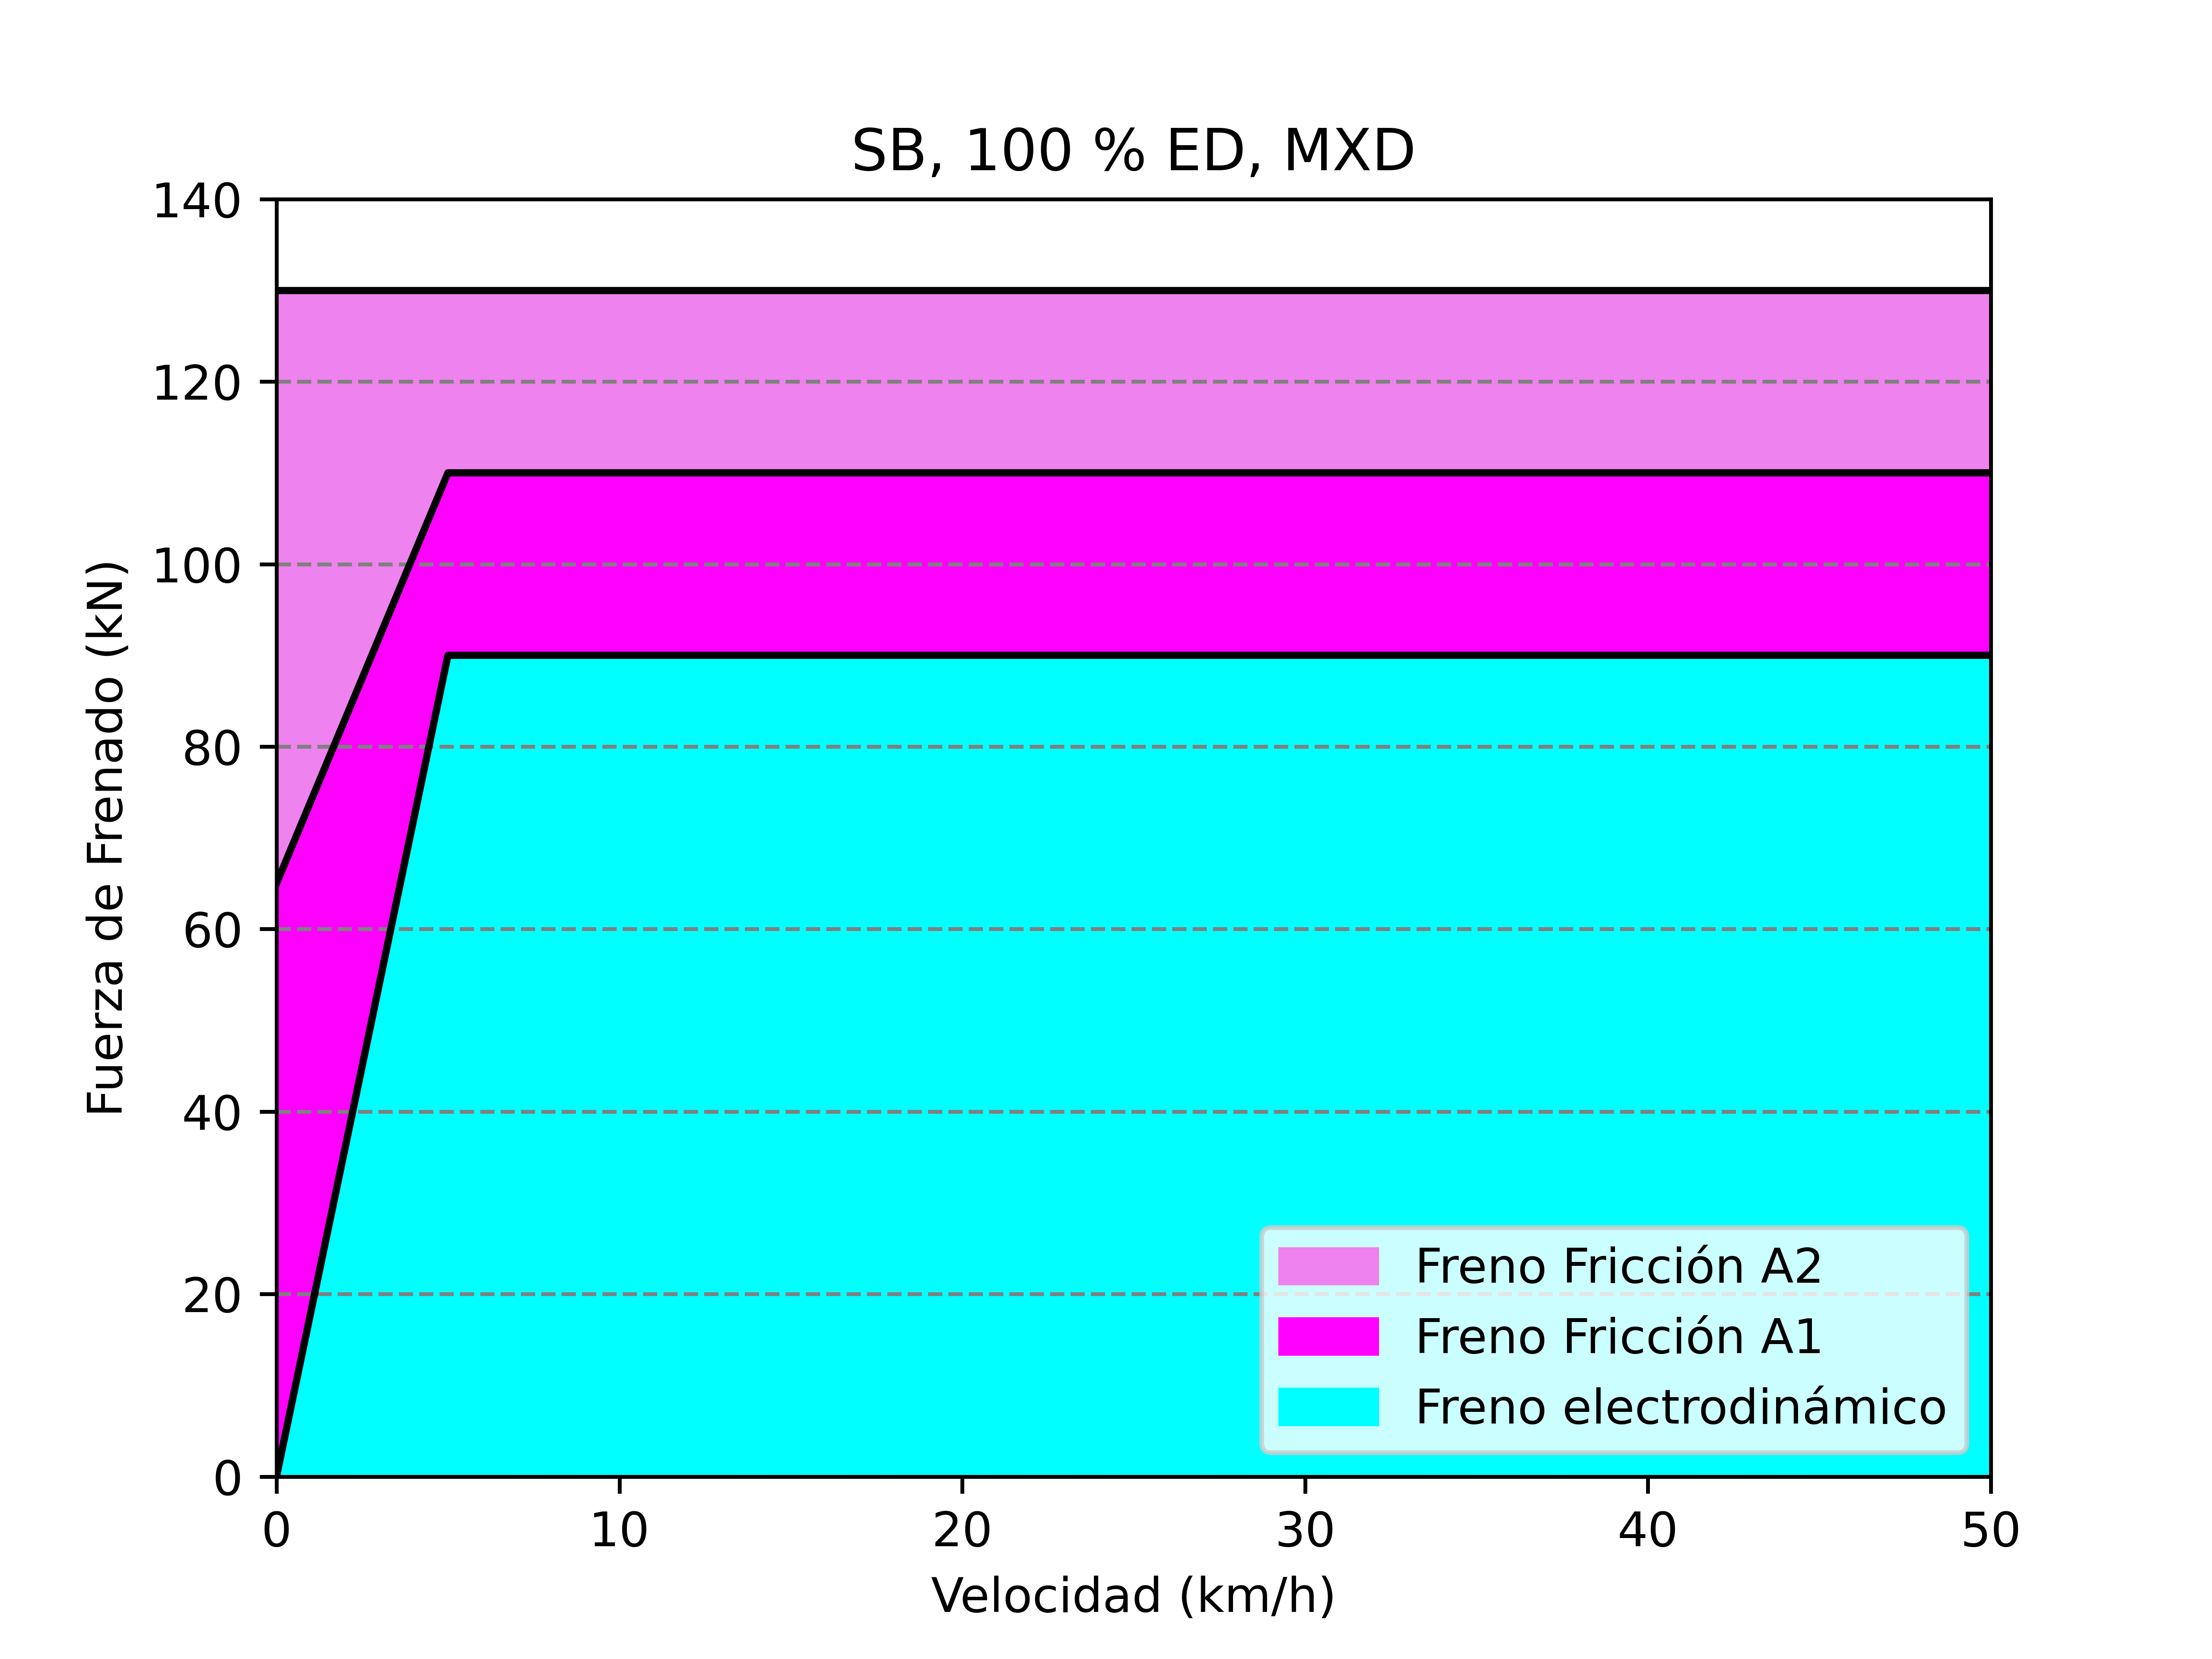 SB, 100 % ED, MXD
140
120
100
80
60
40
20
0
Fuerza de Frenado (kN)
Freno Fricción A2
Freno Fricción A1
Freno electrodinámico
0 10 20 30 40 50
Velocidad (km/h)